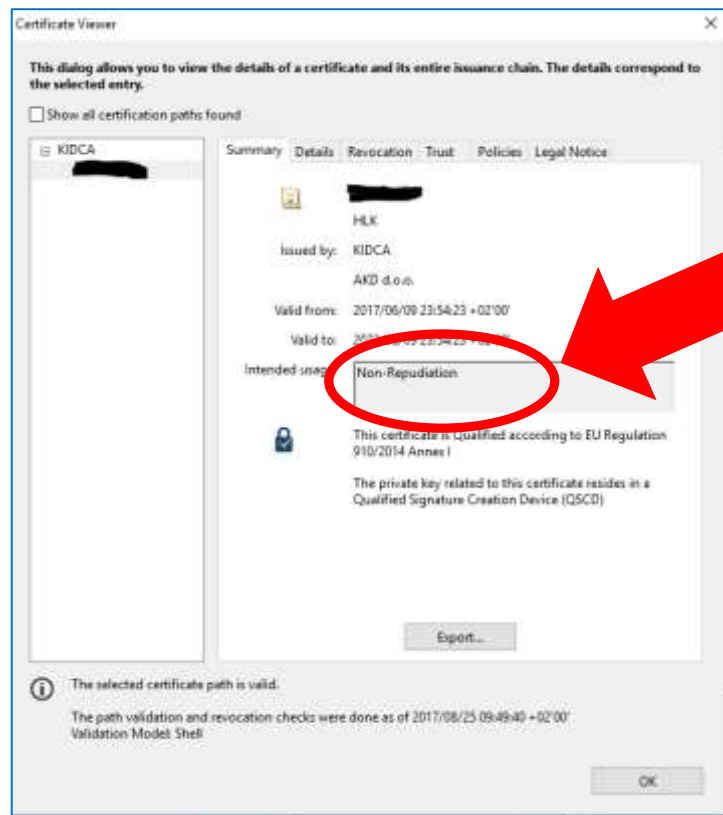 Certificate Viewer
This dialog allows you to view the details of a certificate and its entire issuance chain. The details correspond to
the selected entry.
Show all certification paths found
KIDCA
Summary Details Revocation Trust Policies Legal Notice
HLK
Issued by: KIDCA
AKD d.o.o.
Valid from: 2017/06/09 23:54:23 +02'00'
Valid to:
Intended usage
Non-Repudiation
This certificate is Qualified according to EU Regulation
910/2014 Annex I
The private key related to this certificate resides in a
Qualified Signature Creation Device (QSCD)
Export...
The selected certificate path is valid.
The path validation and revocation checks were done as of 2017/08/25 09:49:40 +02'00'
Validation Model: Shell
OK